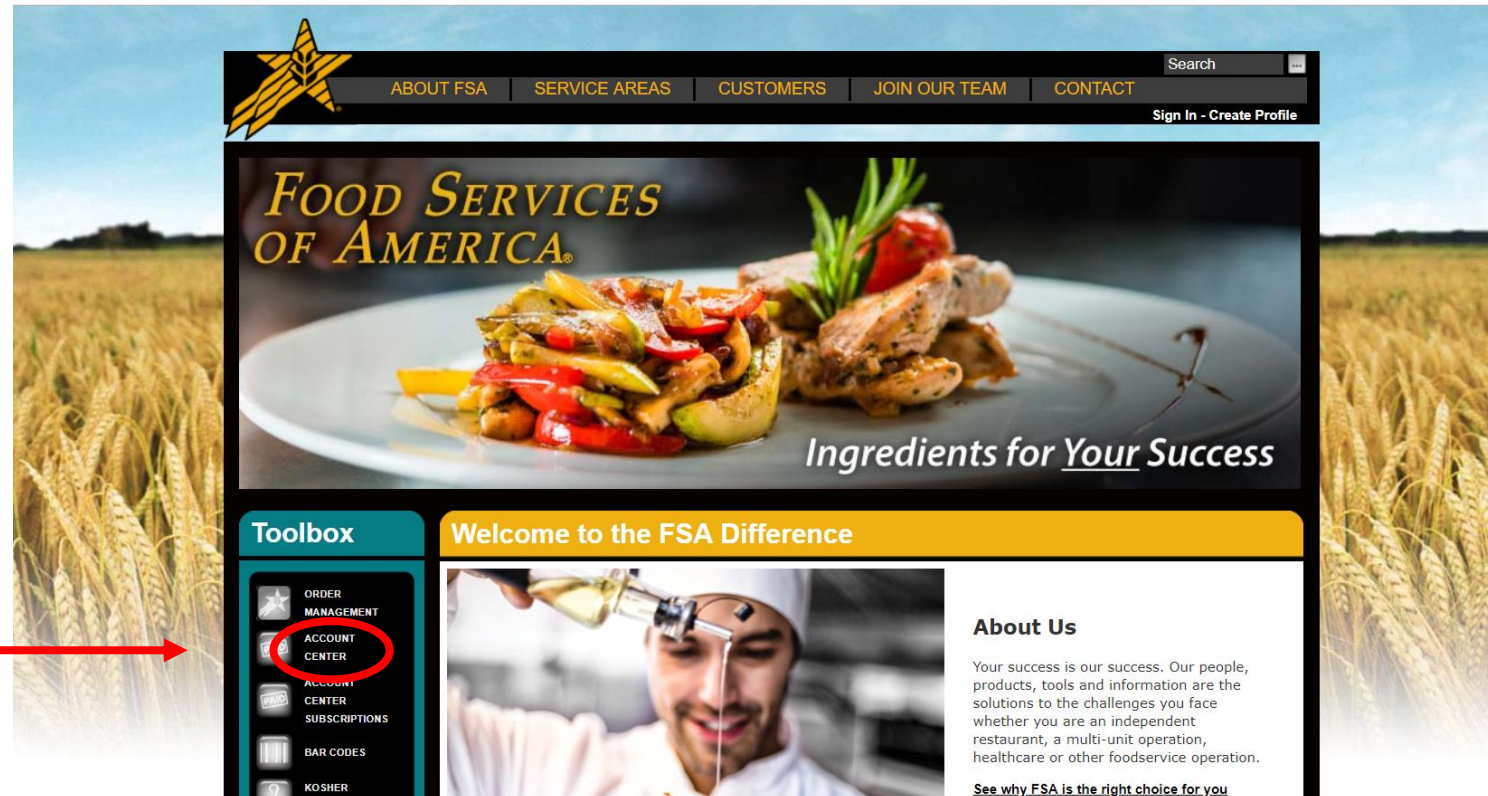 Search
...
ABOUT FSA
SERVICE AREAS
CUSTOMERS
JOIN OUR TEAM
CONTACT
Sign In - Create Profile
FOOD SERVICES
OF AMERICA®
Ingredients for Your Success
Toolbox
ORDER
MANAGEMENT
ACCOUNT
CENTER
ACCOUNT
CENTER
SUBSCRIPTIONS
PAID
BAR CODES
KOSHER
Welcome to the FSA Difference
About Us
Your success is our success. Our people,
products, tools and information are the
solutions to the challenges you face
whether you are an independent
restaurant, a multi-unit operation,
healthcare or other foodservice operation.
See why FSA is the right choice for you